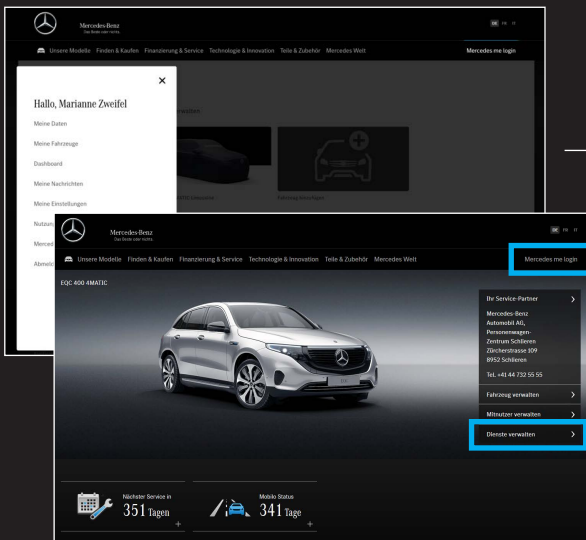 Mercedes-Benz
Das Beste oder nichts.
DE FR IT
Unsere Modelle Finden & Kaufen Finanzierung & Service Technologie & Innovation Teile & Zubehör Mercedes Welt Mercedes me login
Hallo, Marianne Zweifel
Meine Daten
Meine Fahrzeuge
Dashboard
Meine Nachrichten
Meine Einstellungen
Mercedes-Benz
Das Beste oder nichts.
DE FR IT
Unsere Modelle Finden & Kaufen Finanzierung & Service Technologie & Innovation Teile & Zubehör Mercedes Welt Mercedes me login
EQC 400 4MATIC
Ihr Service-Partner
Mercedes-Benz
Automobil AG,
Personenwagen-
Zentrum Schlieren
Zürcherstrasse 109
8952 Schlieren
Tel. +41 44 732 55 55
Fahrzeug verwalten
Mitnutzer verwalten
Dienste verwalten
Nächster Service in
351 Tagen
Mobilo Status
341 Tage